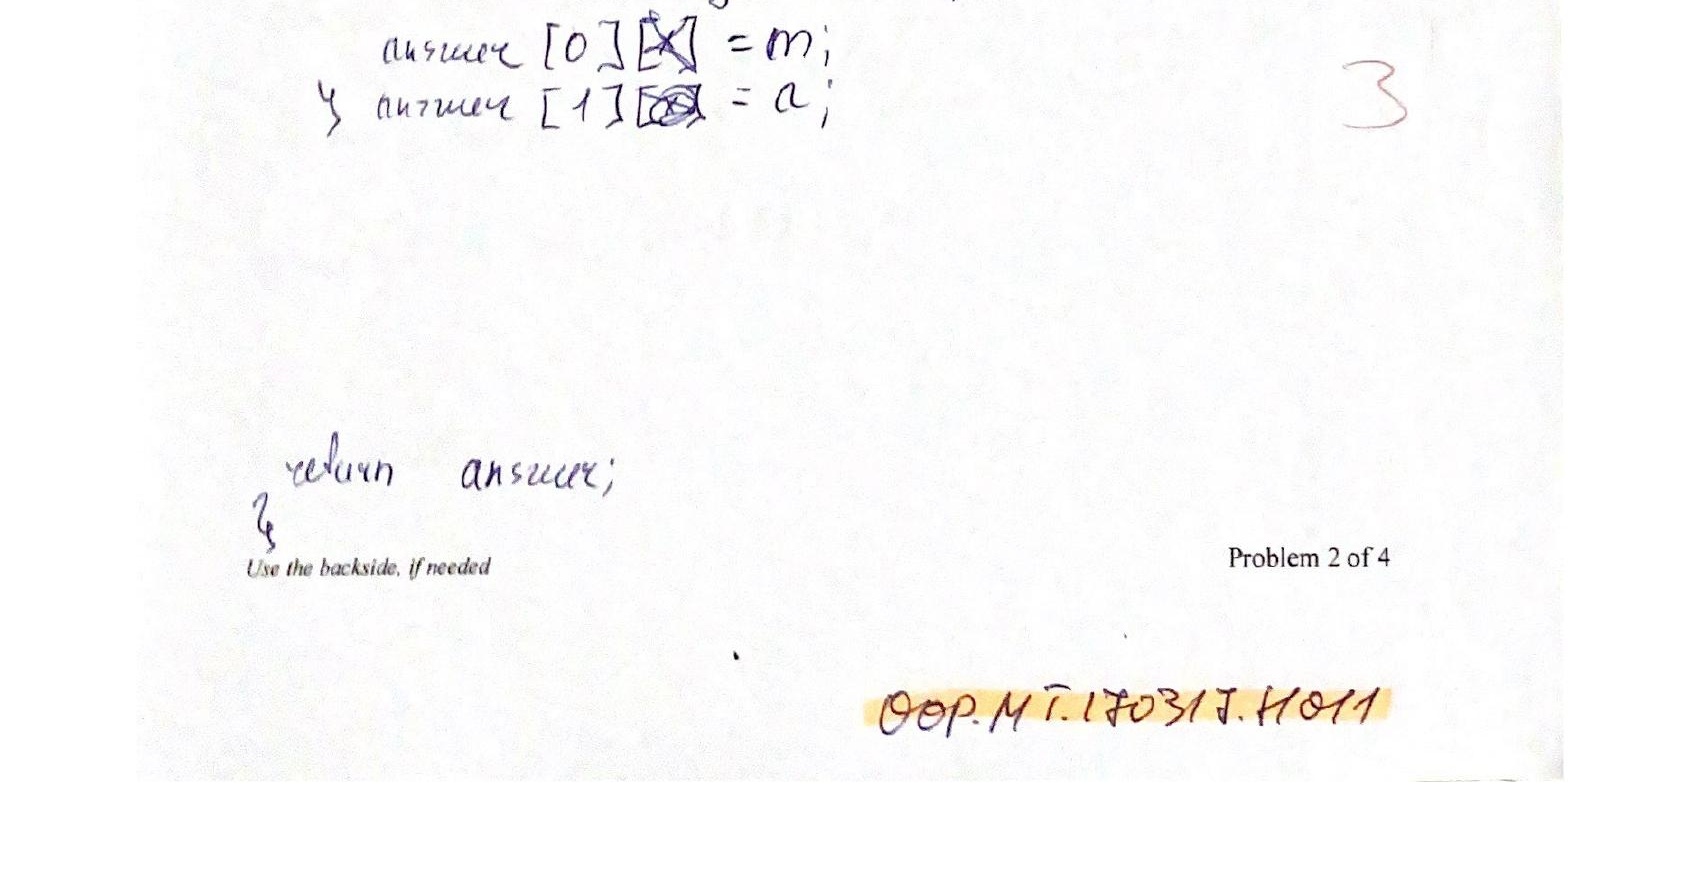 answer [0][x] = m;
3
} answer [1][] = a;
return answer;
}
Use the backside, if needed
Problem 2 of 4
OOP.MT.170317.H011